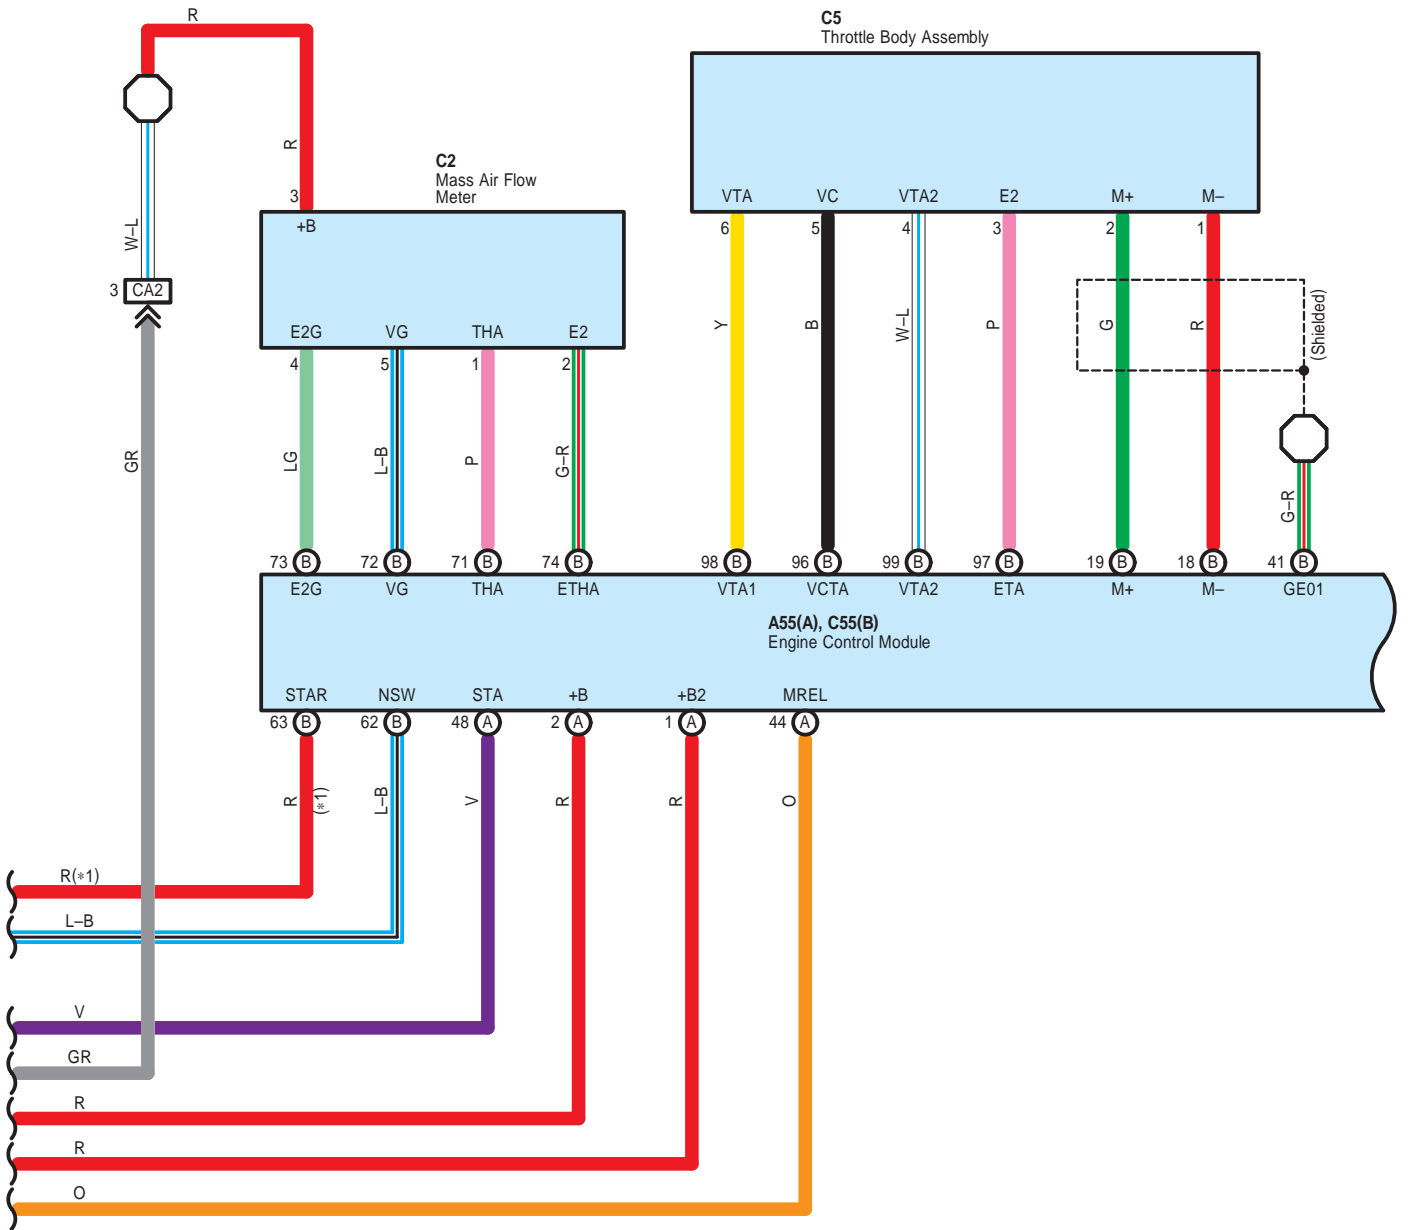 R
C5
Throttle Body Assembly
R
C2
Mass Air Flow
Meter
3
+B
VTA VC VTA2 E2 M+ M–
6 5 4 3 2 1
W–L
3 CA2
E2G VG THA E2
4 5 1 2
Y B W–L P G R (Shielded)
GR
LG L–B P G–R
G–R
73 B 72 B 71 B 74 B 98 B 96 B 99 B 97 B 19 B 18 B 41 B
E2G VG THA ETHA VTA1 VCTA VTA2 ETA M+ M– GE01
A55(A), C55(B)
Engine Control Module
STAR NSW STA +B +B2 MREL
63 B 62 B 48 A 2 A 1 A 44 A
R (*1) L–B V R R O
R(*1)
L–B
V
GR
R
R
O